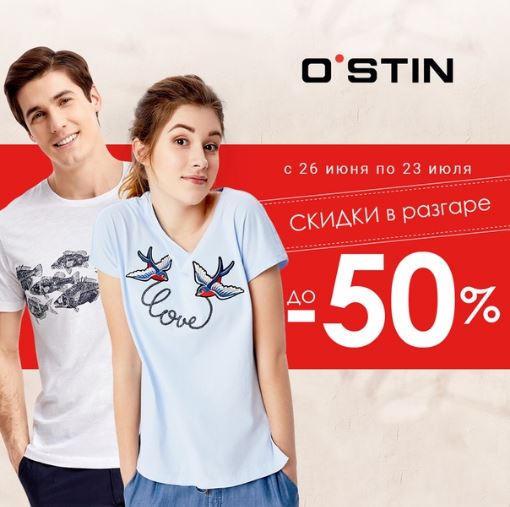 O'STIN
с 26 июня по 23 июля
СКИДКИ в разгаре
до
-50%
love